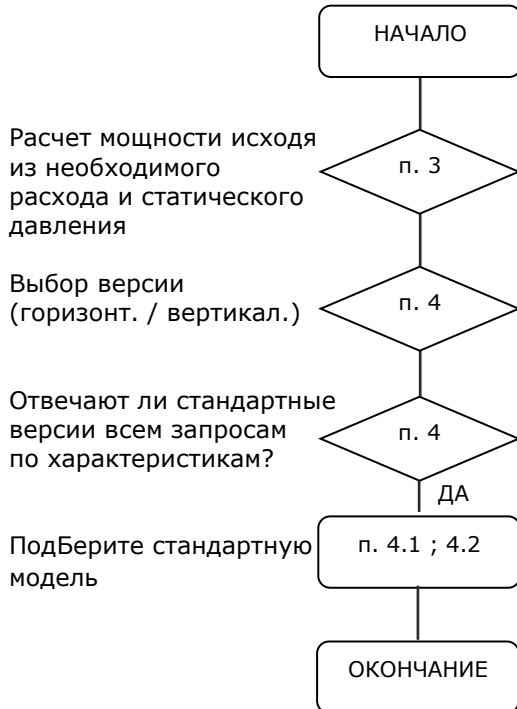 НАЧАЛО
Расчет мощности исходя
из необходимого
расхода и статического
давления
п. 3
Выбор версии
(горизонт. / вертикал.)
п. 4
Отвечают ли стандартные
версии всем запросам
по характеристикам?
п. 4
ДА
ПодБерите стандартную
модель
п. 4.1 ; 4.2
ОКОНЧАНИЕ